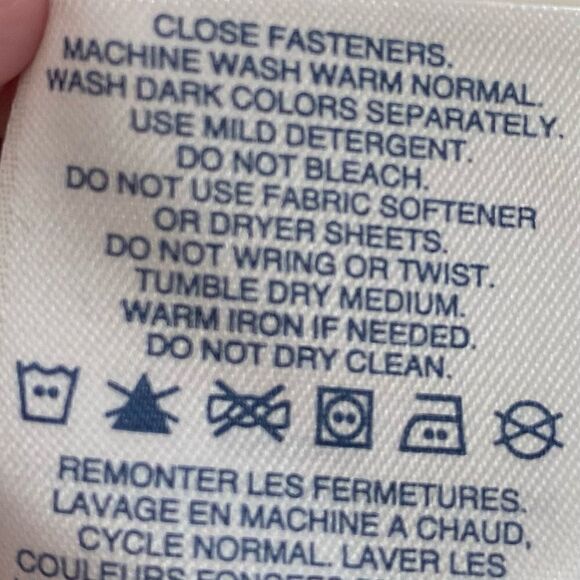 CLOSE FASTENERS.
MACHINE WASH WARM NORMAL.
WASH DARK COLORS SEPARATELY.
USE MILD DETERGENT.
DO NOT BLEACH.
DO NOT USE FABRIC SOFTENER
OR DRYER SHEETS.
DO NOT WRING OR TWIST.
TUMBLE DRY MEDIUM.
WARM IRON IF NEEDED.
DO NOT DRY CLEAN.
REMONTER LES FERMETURES.
LAVAGE EN MACHINE A CHAUD,
CYCLE NORMAL. LAVER LES
COULEURS